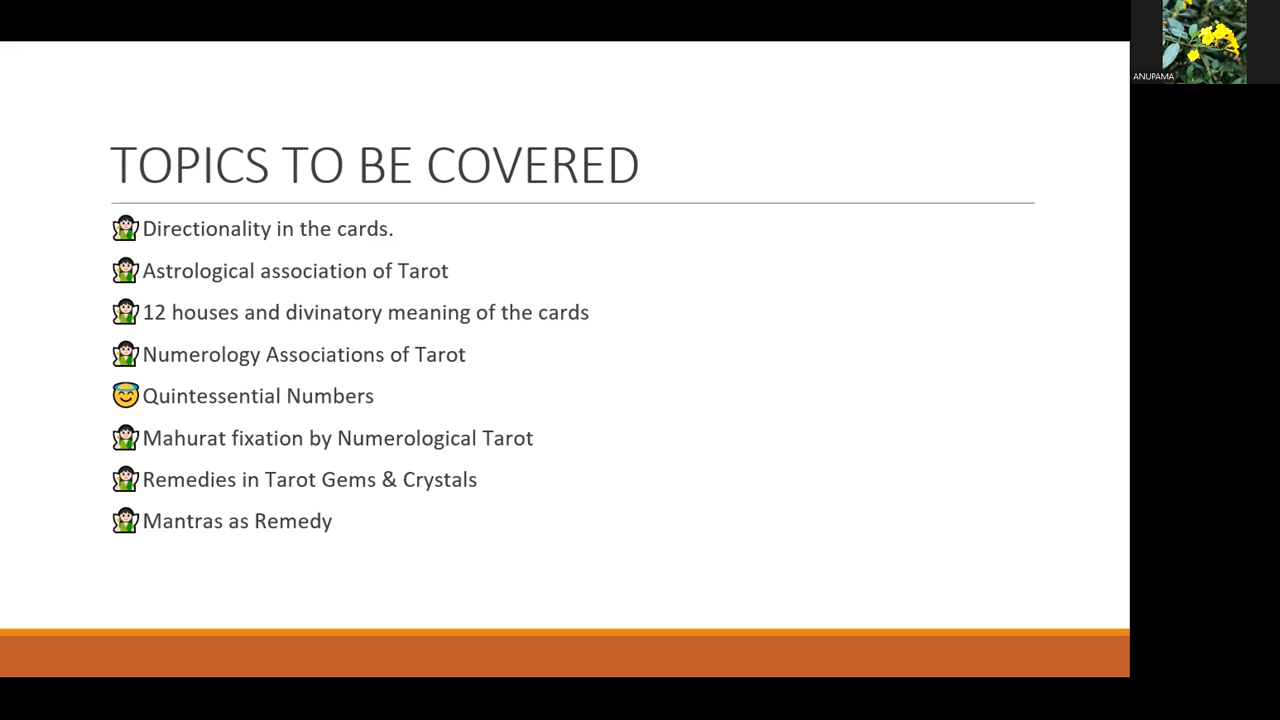 TOPICS TO BE COVERED
Directionality in the cards.
Astrological association of Tarot
12 houses and divinatory meaning of the cards
Numerology Associations of Tarot
Quintessential Numbers
Mahurat fixation by Numerological Tarot
Remedies in Tarot Gems & Crystals
Mantras as Remedy
ANUPAMA